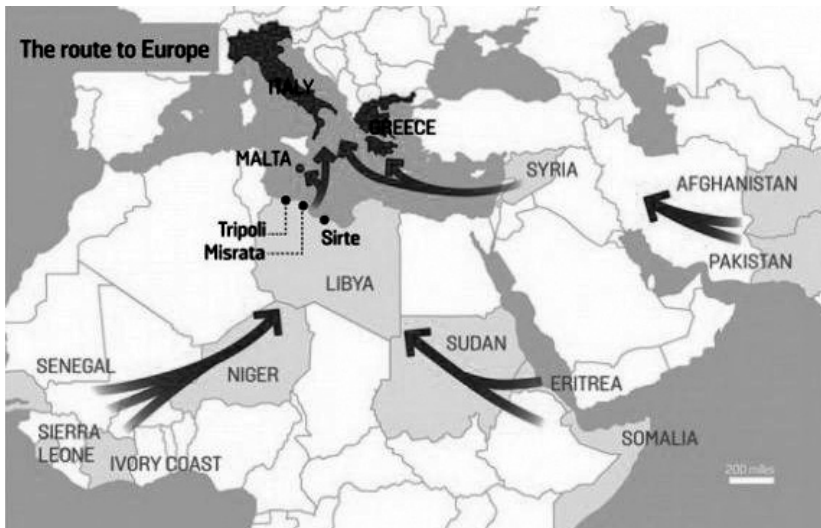 The route to Europe
ITALY
GREECE
MALTA
SYRIA
AFGHANISTAN
Tripoli
Misrata
Sirte
PAKISTAN
LIBYA
SENEGAL
NIGER
SUDAN
ERITREA
SIERRA
LEONE
IVORY COAST
SOMALIA
200 miles